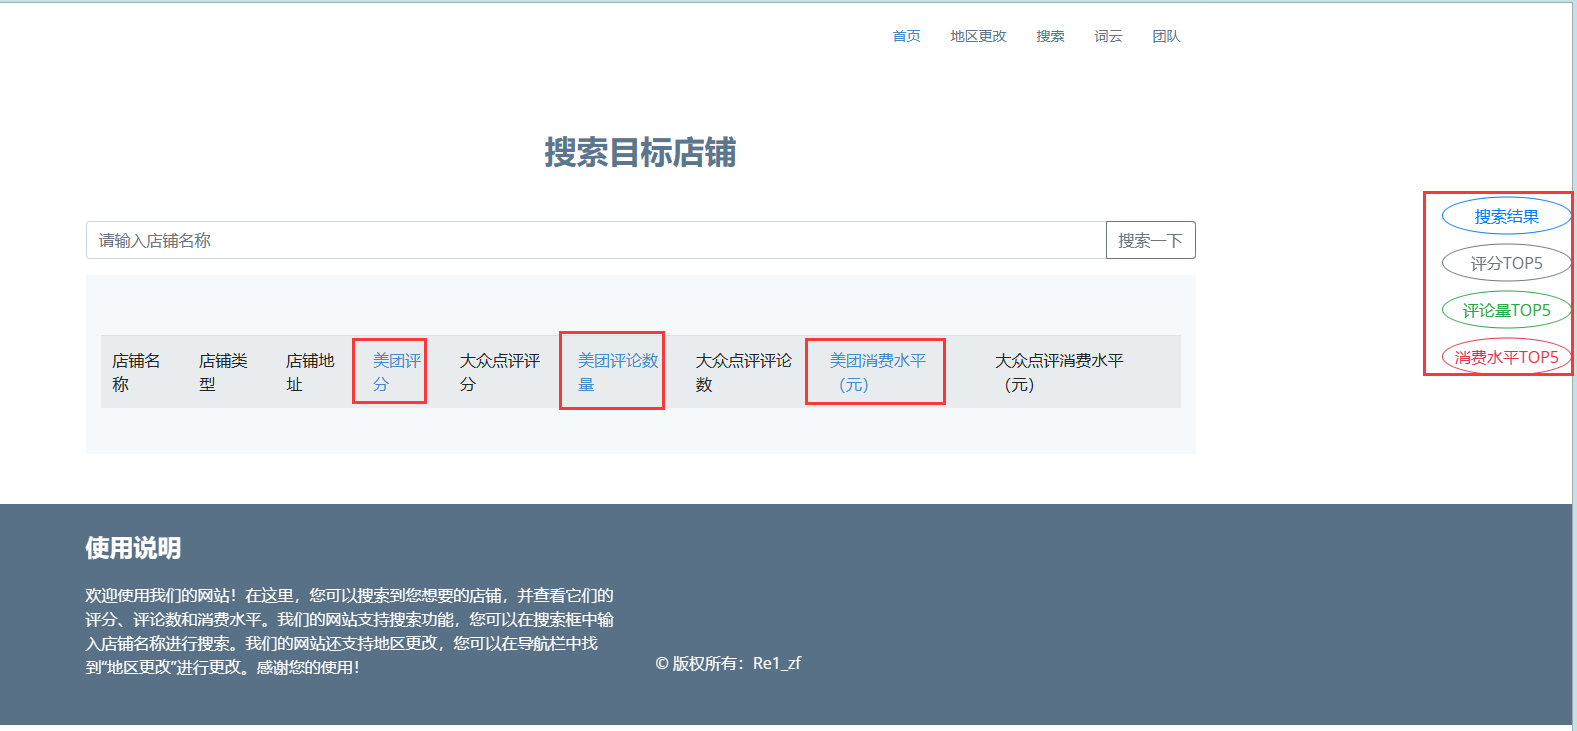 首页 地区更改 搜索 词云 团队
搜索目标店铺
请输入店铺名称 搜索一下
搜索结果
评分TOP5
评论量TOP5
消费水平TOP5
店铺名称 店铺类型 店铺地址 美团评分 大众点评评分 美团评论数量 大众点评评论数 美团消费水平（元） 大众点评消费水平（元）
使用说明
欢迎使用我们的网站！在这里，您可以搜索到您想要的店铺，并查看它们的
评分、评论数和消费水平。我们的网站支持搜索功能，您可以在搜索框中输
入店铺名称进行搜索。我们的网站还支持地区更改，您可以在导航栏中找
到“地区更改”进行更改。感谢您的使用！
© 版权所有：Re1_zf